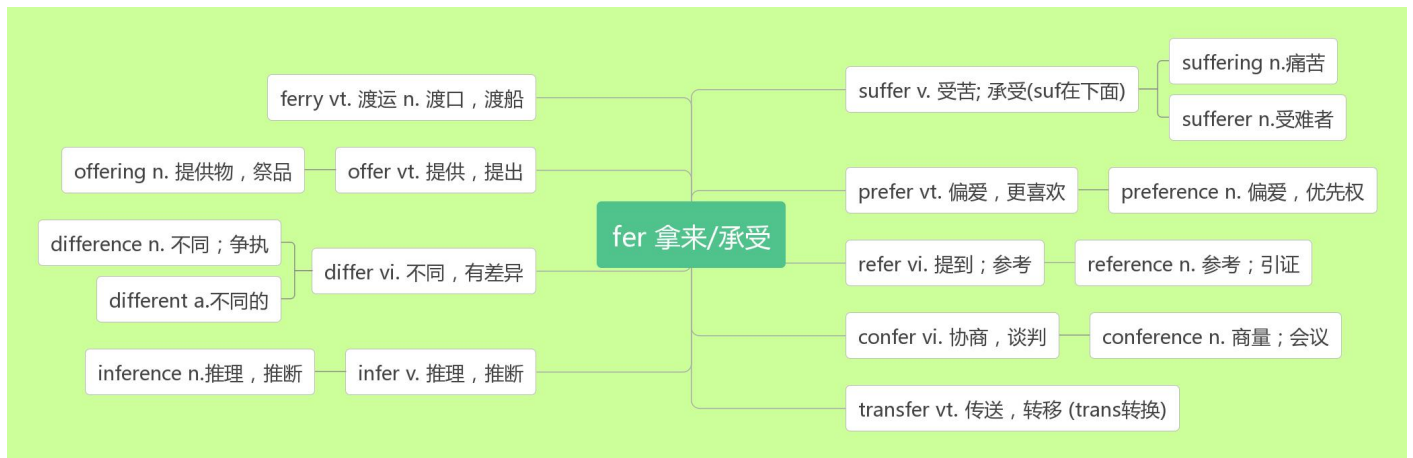 fer 拿来/承受
suffer v. 受苦; 承受(suf在下面)
suffering n.痛苦
sufferer n.受难者
prefer vt. 偏爱，更喜欢
preference n. 偏爱，优先权
refer vi. 提到；参考
reference n. 参考；引证
confer vi. 协商，谈判
conference n. 商量；会议
transfer vt. 传送，转移 (trans转换)
ferry vt. 渡运 n. 渡口，渡船
offer vt. 提供，提出
offering n. 提供物，祭品
differ vi. 不同，有差异
difference n. 不同；争执
different a.不同的
infer v. 推理，推断
inference n.推理，推断